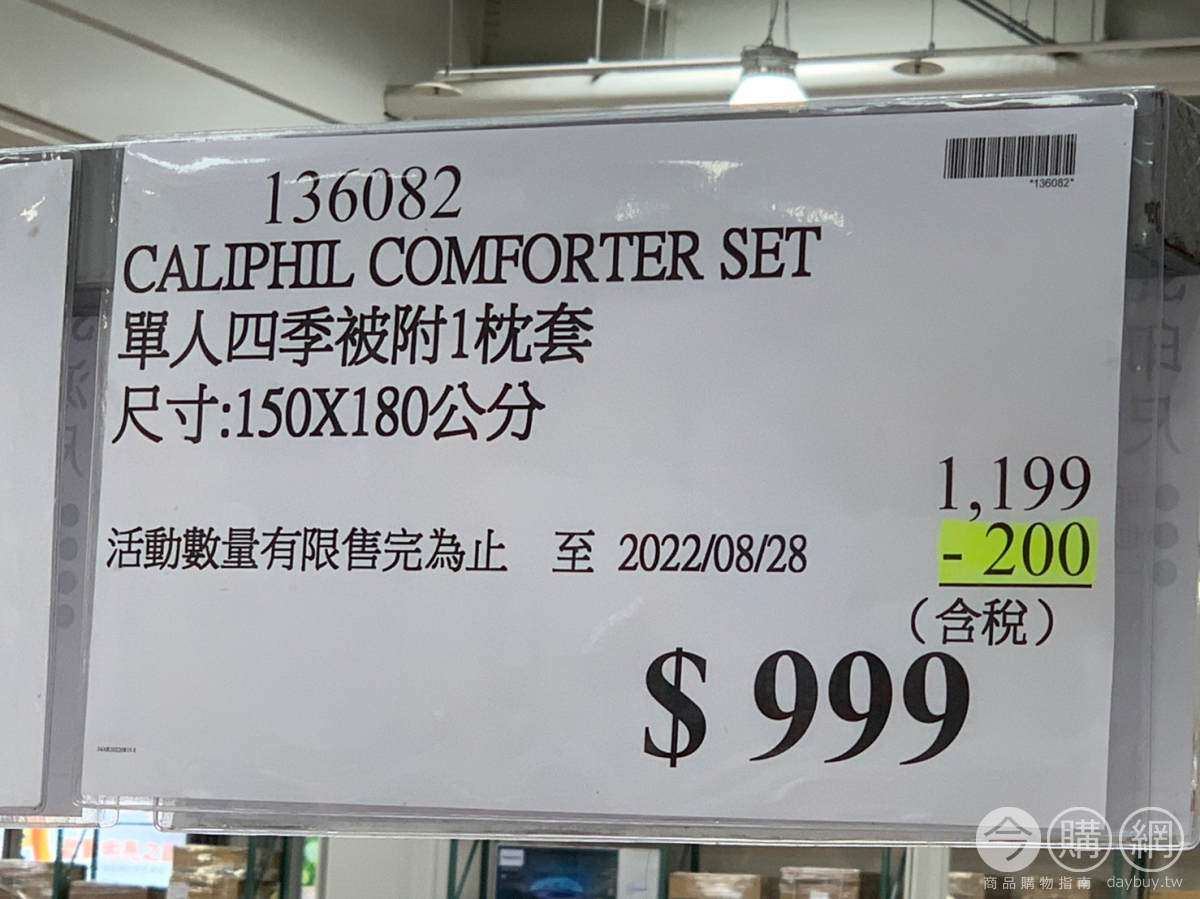 136082
*136082*
CALIPHIL COMFORTER SET
單人四季被附1枕套
尺寸:150X180公分
1,199
活動數量有限售完為止 至 2022/08/28
- 200
(含稅)
$ 999
今購網
商品購物指南 daybuy.tw